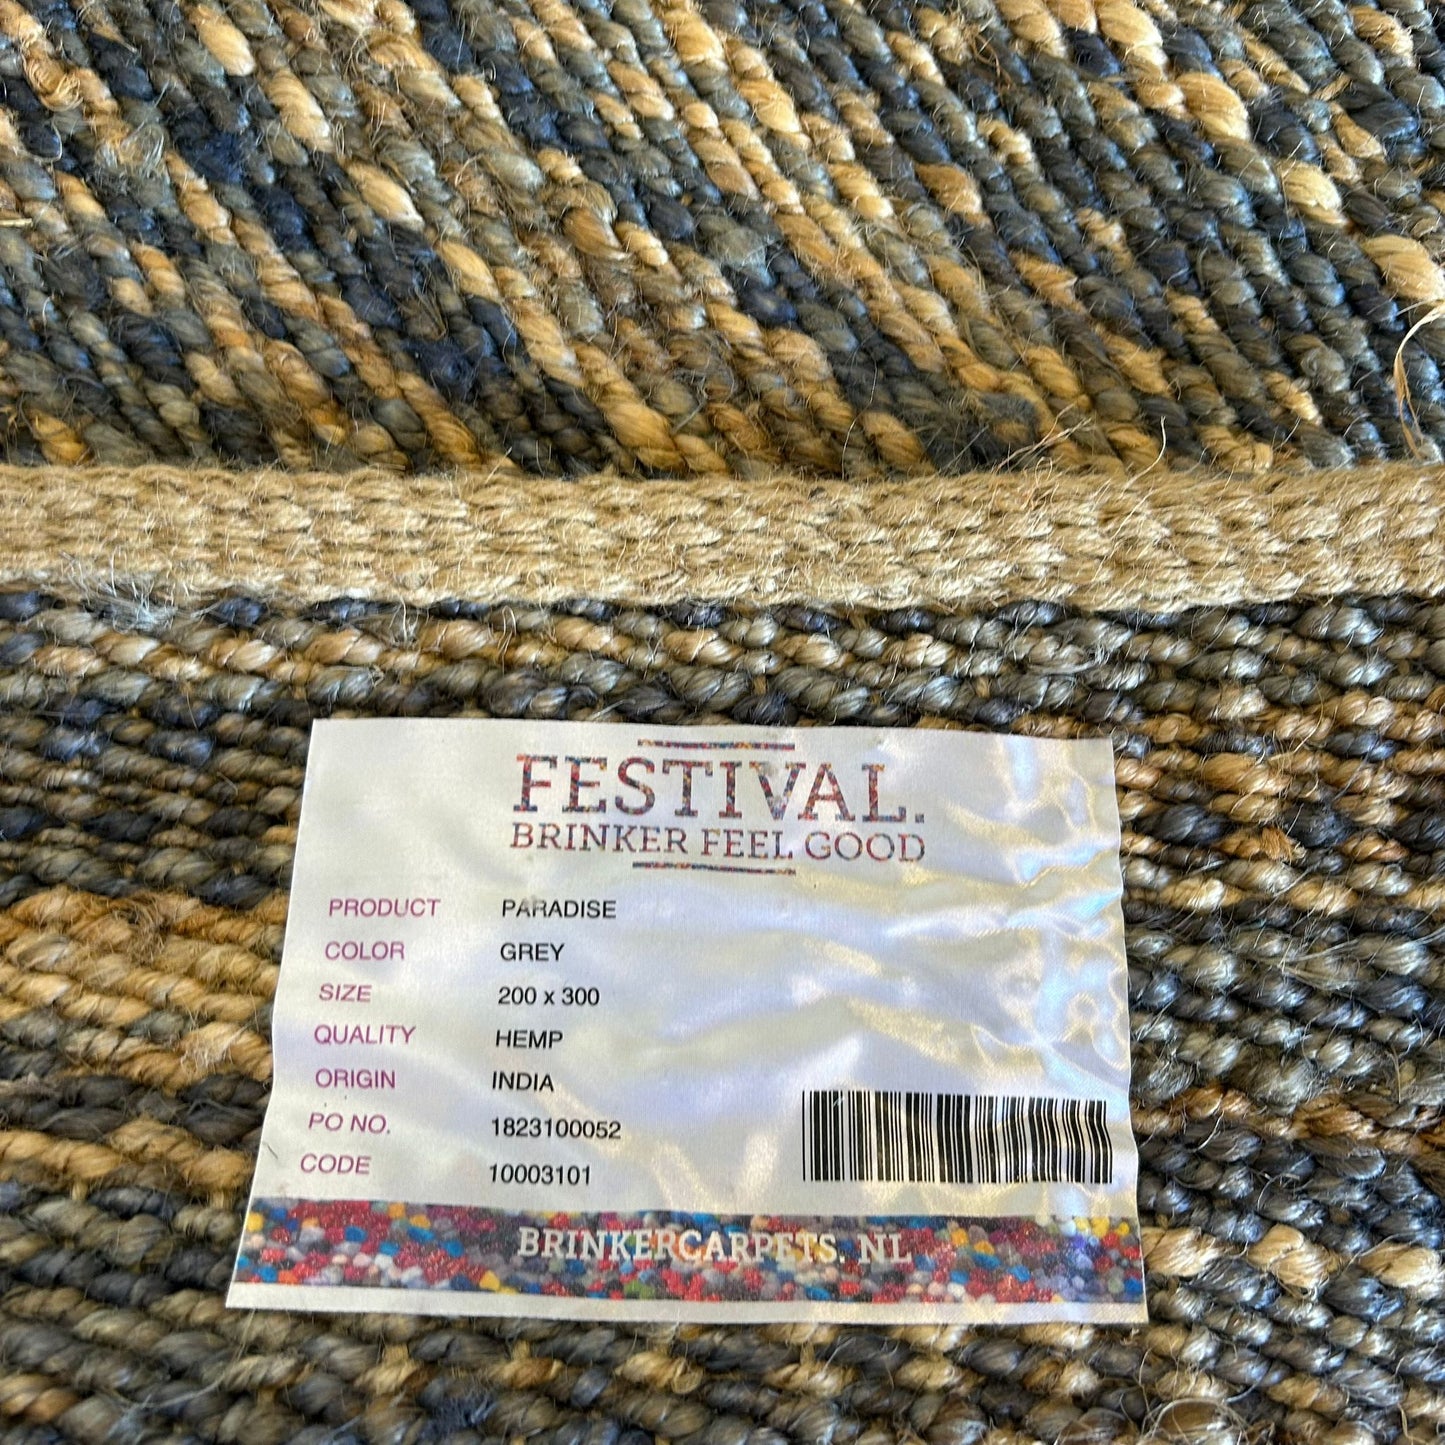 FESTIVAL.
BRINKER FEEL GOOD
PRODUCT PARADISE
COLOR GREY
SIZE 200 x 300
QUALITY HEMP
ORIGIN INDIA
PO NO. 1823100052
CODE 10003101
BRINKERCARPETS.NL